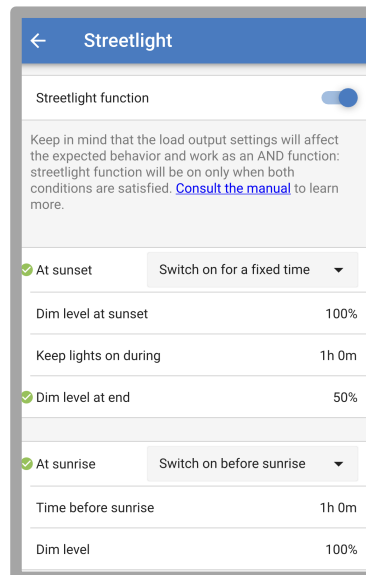 Streetlight
Streetlight function
Keep in mind that the load output settings will affect
the expected behavior and work as an AND function:
streetlight function will be on only when both
conditions are satisfied. Consult the manual to learn
more.
At sunset Switch on for a fixed time
Dim level at sunset 100%
Keep lights on during 1h 0m
Dim level at end 50%
At sunrise Switch on before sunrise
Time before sunrise 1h 0m
Dim level 100%